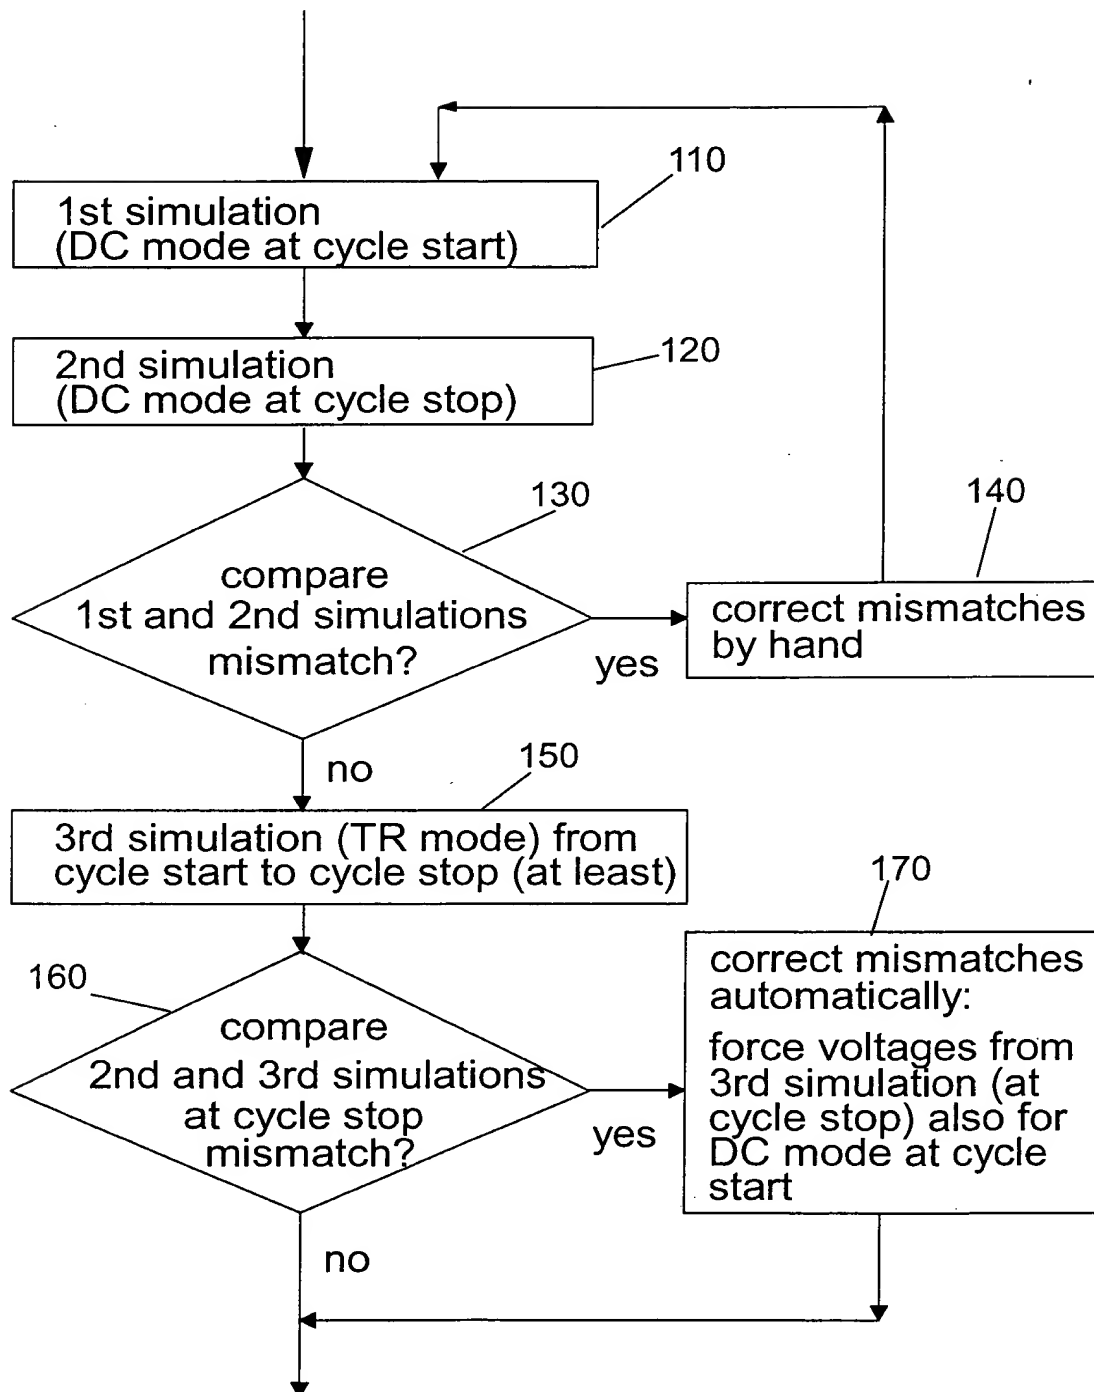 110
1st simulation
(DC mode at cycle start)
120
2nd simulation
(DC mode at cycle stop)
130
140
compare
1st and 2nd simulations
mismatch?
yes
correct mismatches
by hand
no
150
3rd simulation (TR mode) from
cycle start to cycle stop (at least)
160
170
compare
2nd and 3rd simulations
at cycle stop
mismatch?
yes
correct mismatches
automatically:
force voltages from
3rd simulation (at
cycle stop) also for
DC mode at cycle
start
no